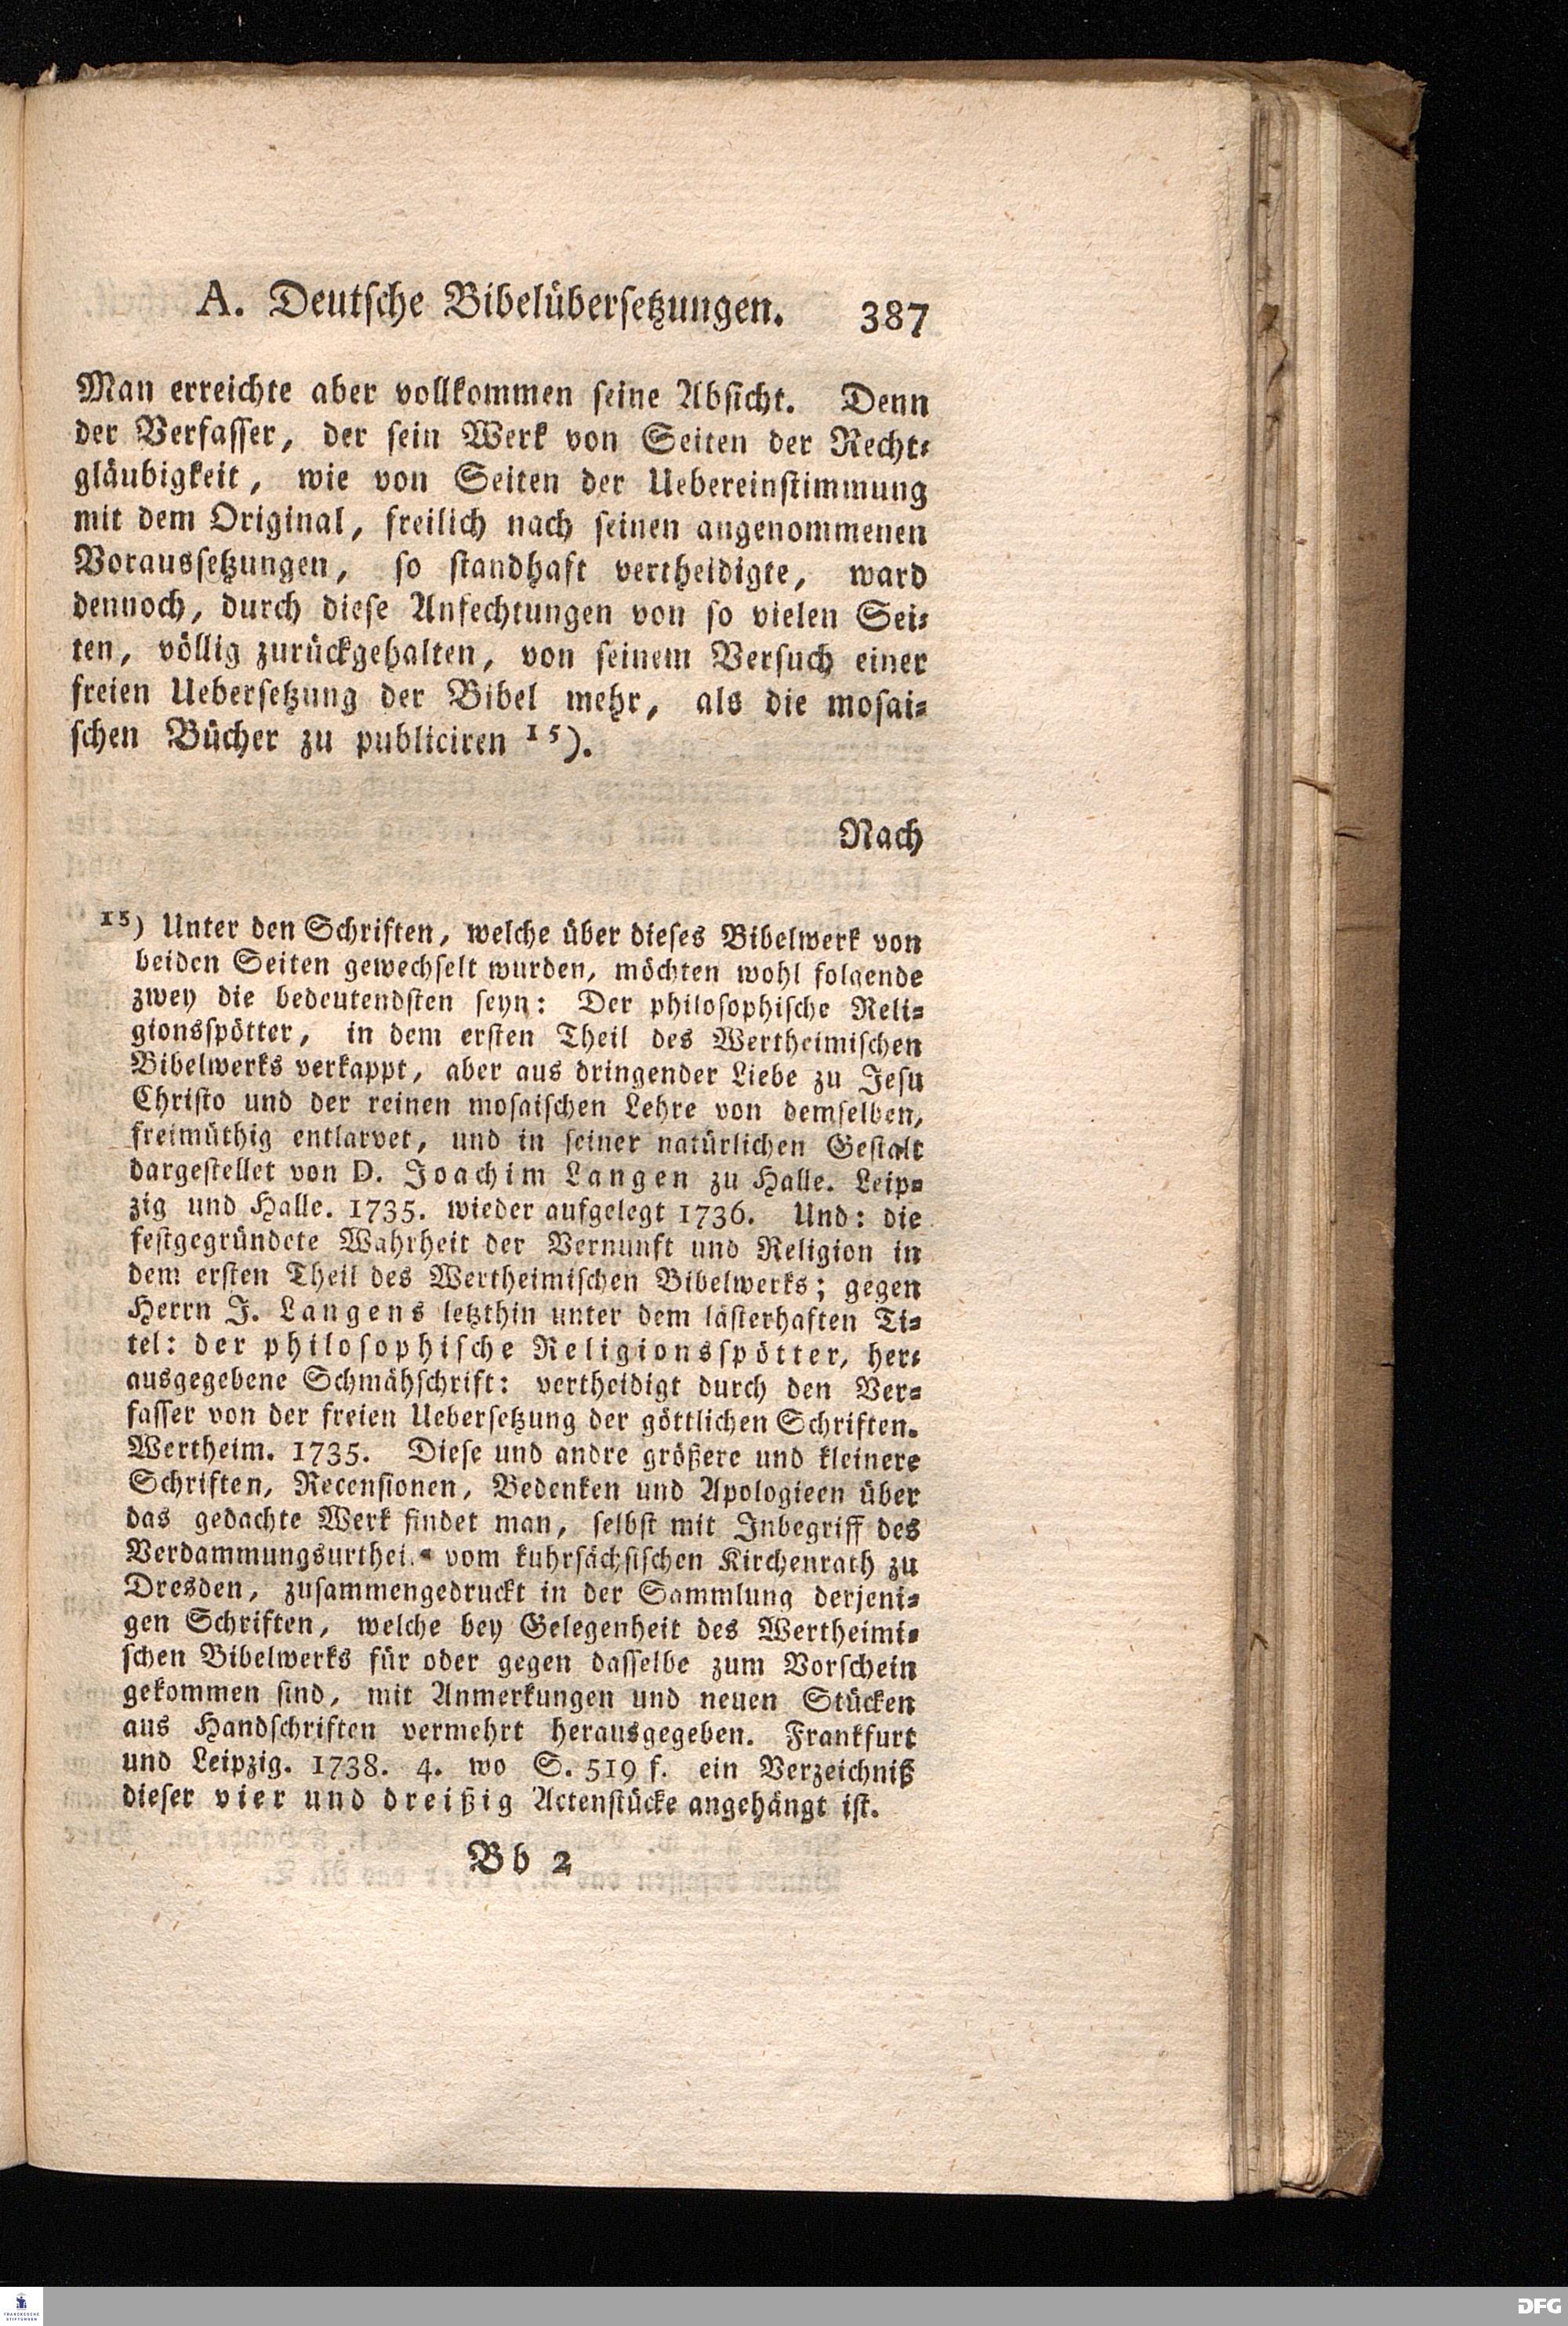 A. Deutsche Bibelübersetzungen. 387
Man erreichte aber vollkommen seine Absicht. Denn
der Verfasser, der sein Werk von Seiten der Recht-
gläubigkeit, wie von Seiten der Uebereinstimmung
mit dem Original, freilich nach seinen angenommenen
Voraussetzungen, so standhaft vertheidigte, ward
dennoch, durch diese Anfechtungen von so vielen Sei-
ten, völlig zurückgehalten, von seinem Versuch einer
freien Uebersetzung der Bibel mehr, als die mosai-
schen Bücher zu publiciren 15).
Nach
15) Unter den Schriften, welche über dieses Bibelwerk von
beiden Seiten gewechselt wurden, möchten wohl folgende
zwey die bedeutendsten seyn: Der philosophische Reli-
gionsspötter, in dem ersten Theil des Wertheimischen
Bibelwerks verkappt, aber aus dringender Liebe zu Jesu
Christo und der reinen mosaischen Lehre von demselben,
freimüthig entlarvet, und in seiner natürlichen Gestalt
dargestellet von D. Joachim Langen zu Halle. Leip-
zig und Halle. 1735. wieder aufgelegt 1736. Und: die
festgegründete Wahrheit der Vernunft und Religion in
dem ersten Theil des Wertheimischen Bibelwerks; gegen
Herrn J. Langens letzthin unter dem lästerhaften Ti-
tel: der philosophische Religionsspötter, her-
ausgegebene Schmähschrift: vertheidigt durch den Ver-
fasser von der freien Uebersetzung der göttlichen Schriften.
Wertheim. 1735. Diese und andre größere und kleinere
Schriften, Recensionen, Bedenken und Apologieen über
das gedachte Werk findet man, selbst mit Inbegriff des
vom kuhrsächsischen Kirchenrath zu
Dresden, zusammengedruckt in der Sammlung derjeni-
gen Schriften, welche bey Gelegenheit des Wertheimi-
schen Bibelwerks für oder gegen dasselbe zum Vorschein
gekommen sind, mit Anmerkungen und neuen Stücken
aus Handschriften vermehrt herausgegeben. Frankfurt
und Leipzig. 1738. 4. wo S. 519 f. ein Verzeichniß
dieser vier und dreißig Actenstücke angehängt ist.
Bb 2
FRANCKESCHE
STIFTUNGEN
DFG